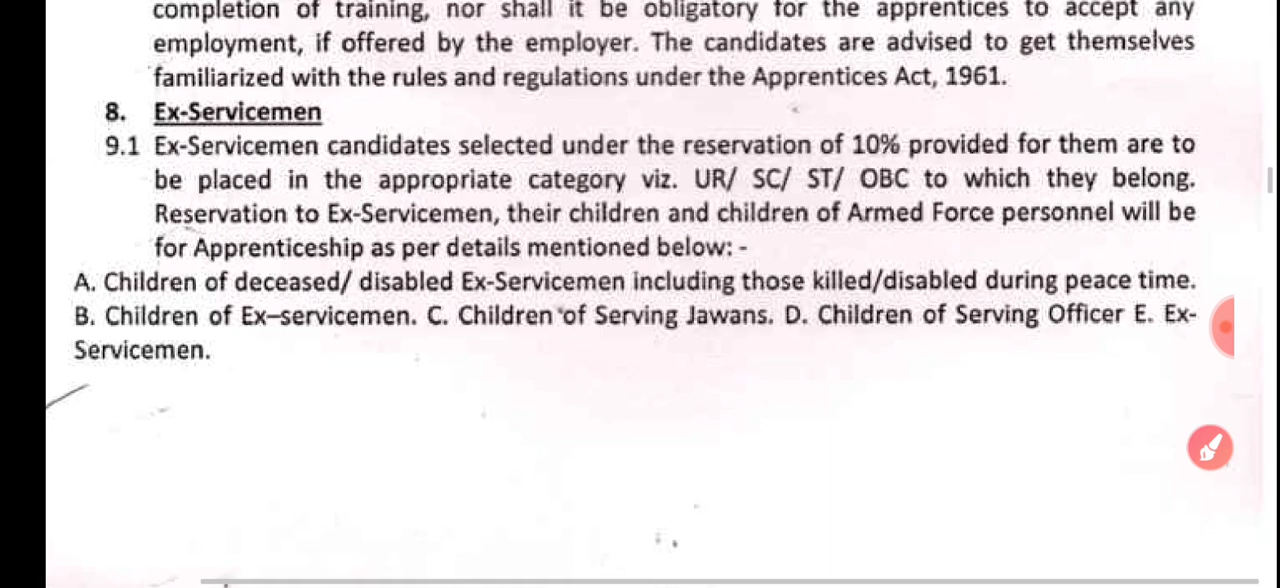 completion of training, nor shall it be obligatory for the apprentices to accept any
employment, if offered by the employer. The candidates are advised to get themselves
familiarized with the rules and regulations under the Apprentices Act, 1961.
8. Ex-Servicemen
9.1 Ex-Servicemen candidates selected under the reservation of 10% provided for them are to
be placed in the appropriate category viz. UR/ SC/ ST/ OBC to which they belong.
Reservation to Ex-Servicemen, their children and children of Armed Force personnel will be
for Apprenticeship as per details mentioned below: -
A. Children of deceased/ disabled Ex-Servicemen including those killed/disabled during peace time.
B. Children of Ex–servicemen. C. Children of Serving Jawans. D. Children of Serving Officer E. Ex-
Servicemen.